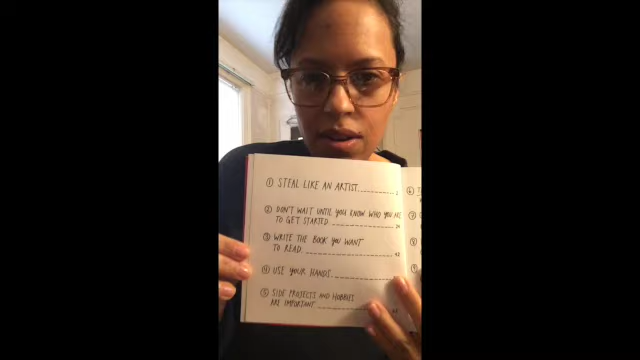 ① STEAL LIKE AN ARTIST
② DON'T WAIT UNTIL YOU KNOW WHO YOU ARE
TO GET STARTED.
③ WRITE THE BOOK YOU WANT
TO READ.
④ USE YOUR HANDS.
⑤ SIDE PROJECTS AND HOBBIES
ARE IMPORTANT